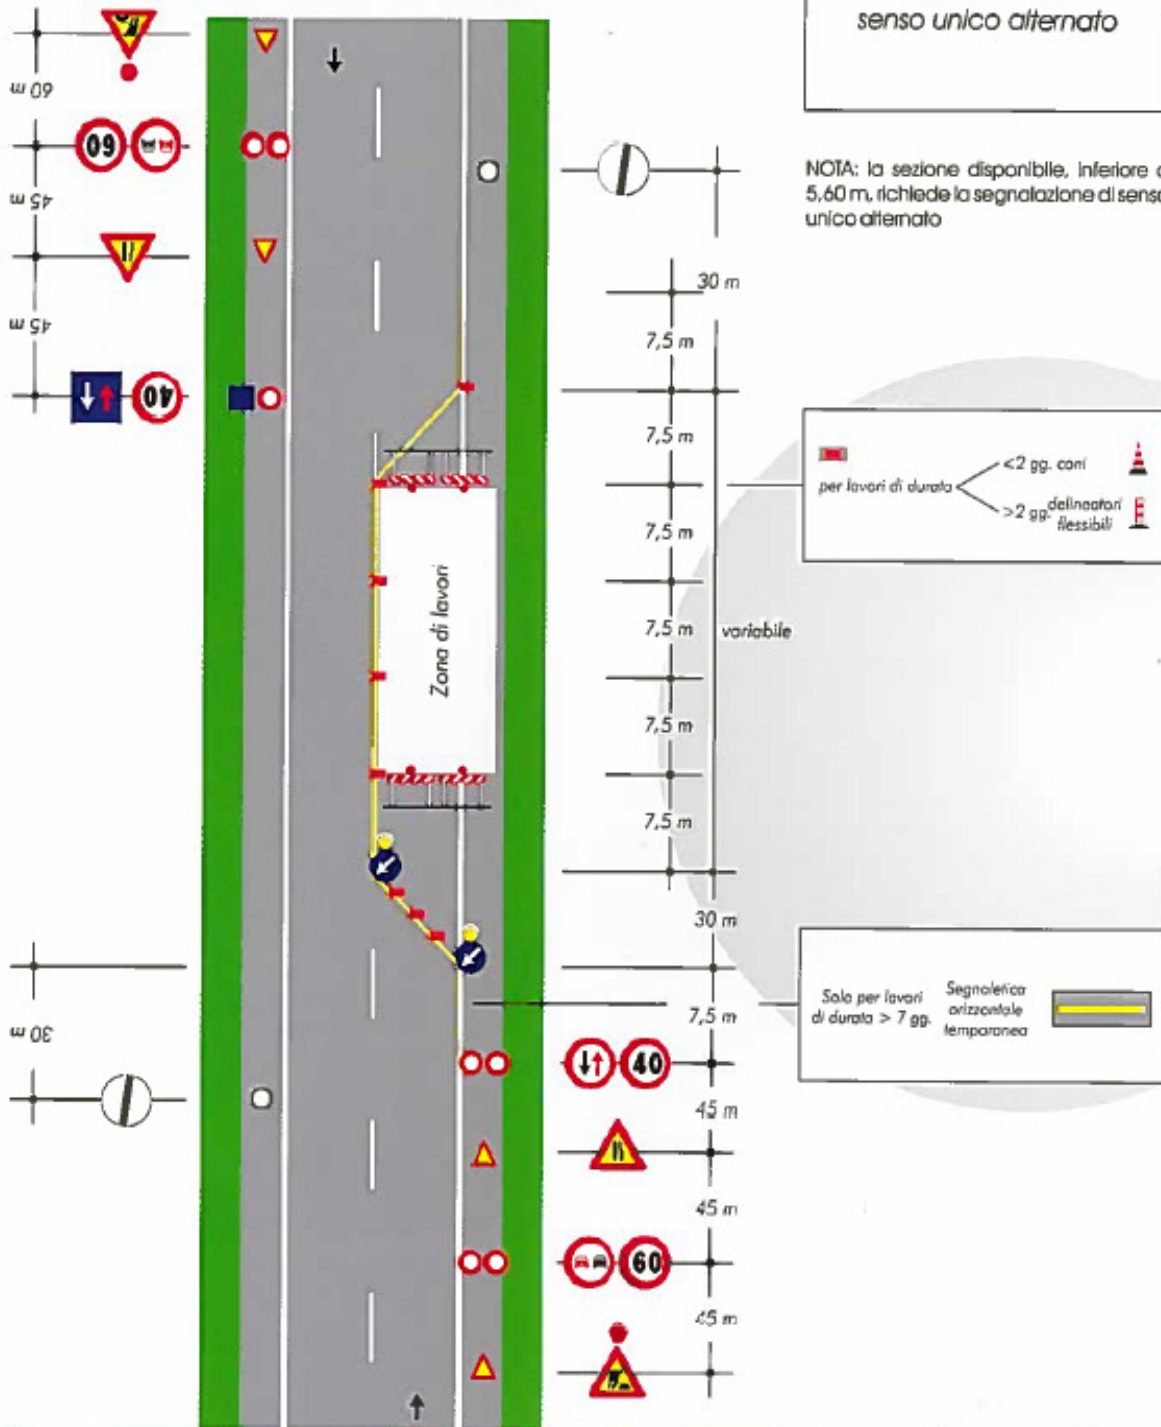 senso unico alternato
NOTA: la sezione disponibile, inferiore a
5,60 m, richiede la segnalazione di senso
unico alternato
60 m
60
45 m
45 m
40
30 m
7,5 m
7,5 m
7,5 m
7,5 m
variabile
7,5 m
7,5 m
30 m
7,5 m
45 m
45 m
45 m
Zona di lavori
per lavori di durata
<2 gg. coni
>2 gg. delineatori
flessibili
Solo per lavori
di durata > 7 gg.
Segnaletica
orizzontale
temporanea
30 m
40
60